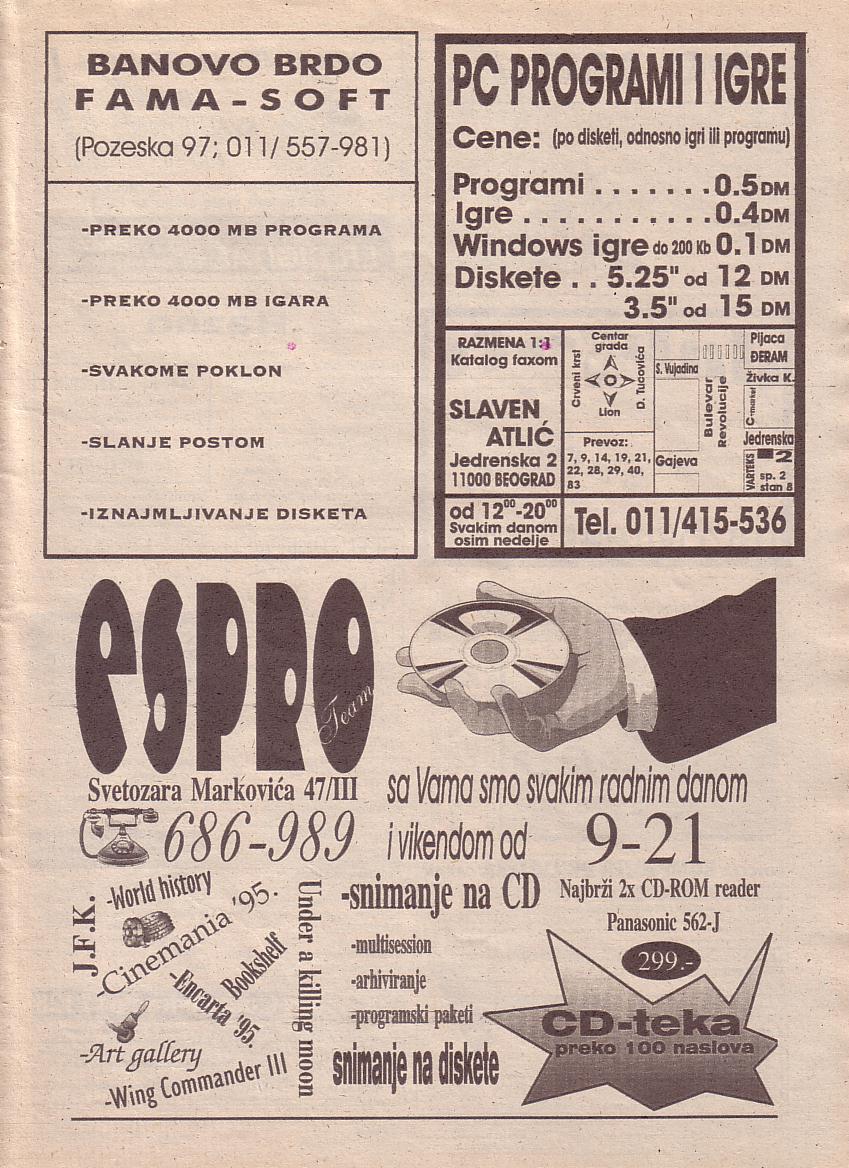 BANOVO BRDO
FAMA-SOFT
(Pozeska 97; 011/ 557-981)
-PREKO 4000 MB PROGRAMA
-PREKO 4000 MB IGARA
-SVAKOME POKLON
-SLANJE POSTOM
-IZNAJMLJIVANJE DISKETA
PC PROGRAMI I IGRE
Cene: (po disketi, odnosno igri ili programu)
Programi . . . . . . . 0.5 DM
Igre . . . . . . . . . . . 0.4 DM
Windows igre do 200 Kb 0.1 DM
Diskete . . 5.25" od 12 DM
3.5" od 15 DM
RAZMENA 1:1
Katalog faxom
SLAVEN
ATLIĆ
Jedrenska 2
11000 BEOGRAD
od 12⁰⁰-20⁰⁰
Svakim danom
osim nedelje
Centar
grada
Crveni krst
D. Tucovića
Lion
Prevoz:
7, 9, 14, 19, 21,
22, 28, 29, 40,
83
S. Vujadina
Gajeva
Bulevar
Revolucije
Pijaca
ĐERAM
Živka K.
C-market
Jedrenska
VARTEKS
2
sp. 2
stan 8
Tel. 011/415-536
eSPRO
Team
Svetozara Markovića 47/III
686-989
sa Vama smo svakim radnim danom
i vikendom od 9-21
J.F.K.
-World history
-Cinemania '95.
Bookshelf
-Encarta '95.
-Art gallery
-Wing Commander III
Under a killing moon
-snimanje na CD
-multisession
-arhiviranje
-programski paketi
snimanje na diskete
Najbrži 2x CD-ROM reader
Panasonic 562-J
299.-
CD-teka
preko 100 naslova